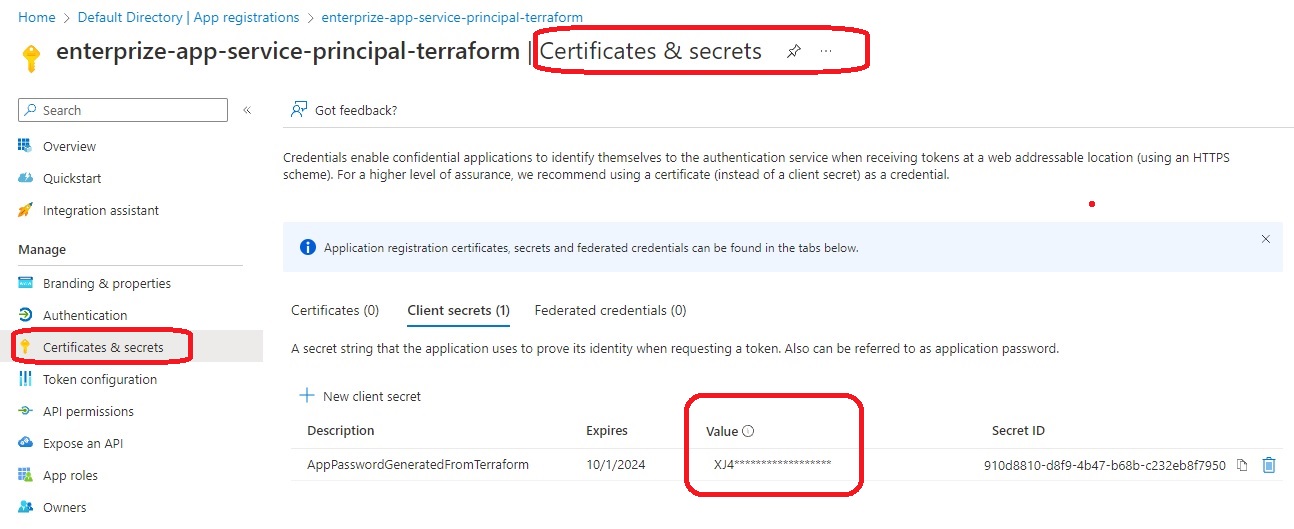 Home > Default Directory | App registrations > enterprize-app-service-principal-terraform
enterprize-app-service-principal-terraform | Certificates & secrets ...
Search «
Overview
Quickstart
Integration assistant
Manage
Branding & properties
Authentication
Certificates & secrets
Token configuration
API permissions
Expose an API
App roles
Owners
Got feedback?
Credentials enable confidential applications to identify themselves to the authentication service when receiving tokens at a web addressable location (using an HTTPS
scheme). For a higher level of assurance, we recommend using a certificate (instead of a client secret) as a credential.
Application registration certificates, secrets and federated credentials can be found in the tabs below.
Certificates (0) Client secrets (1) Federated credentials (0)
A secret string that the application uses to prove its identity when requesting a token. Also can be referred to as application password.
New client secret
Description Expires Value Secret ID
AppPasswordGeneratedFromTerraform 10/1/2024 XJ4****************** 910d8810-d8f9-4b47-b68b-c232eb8f7950